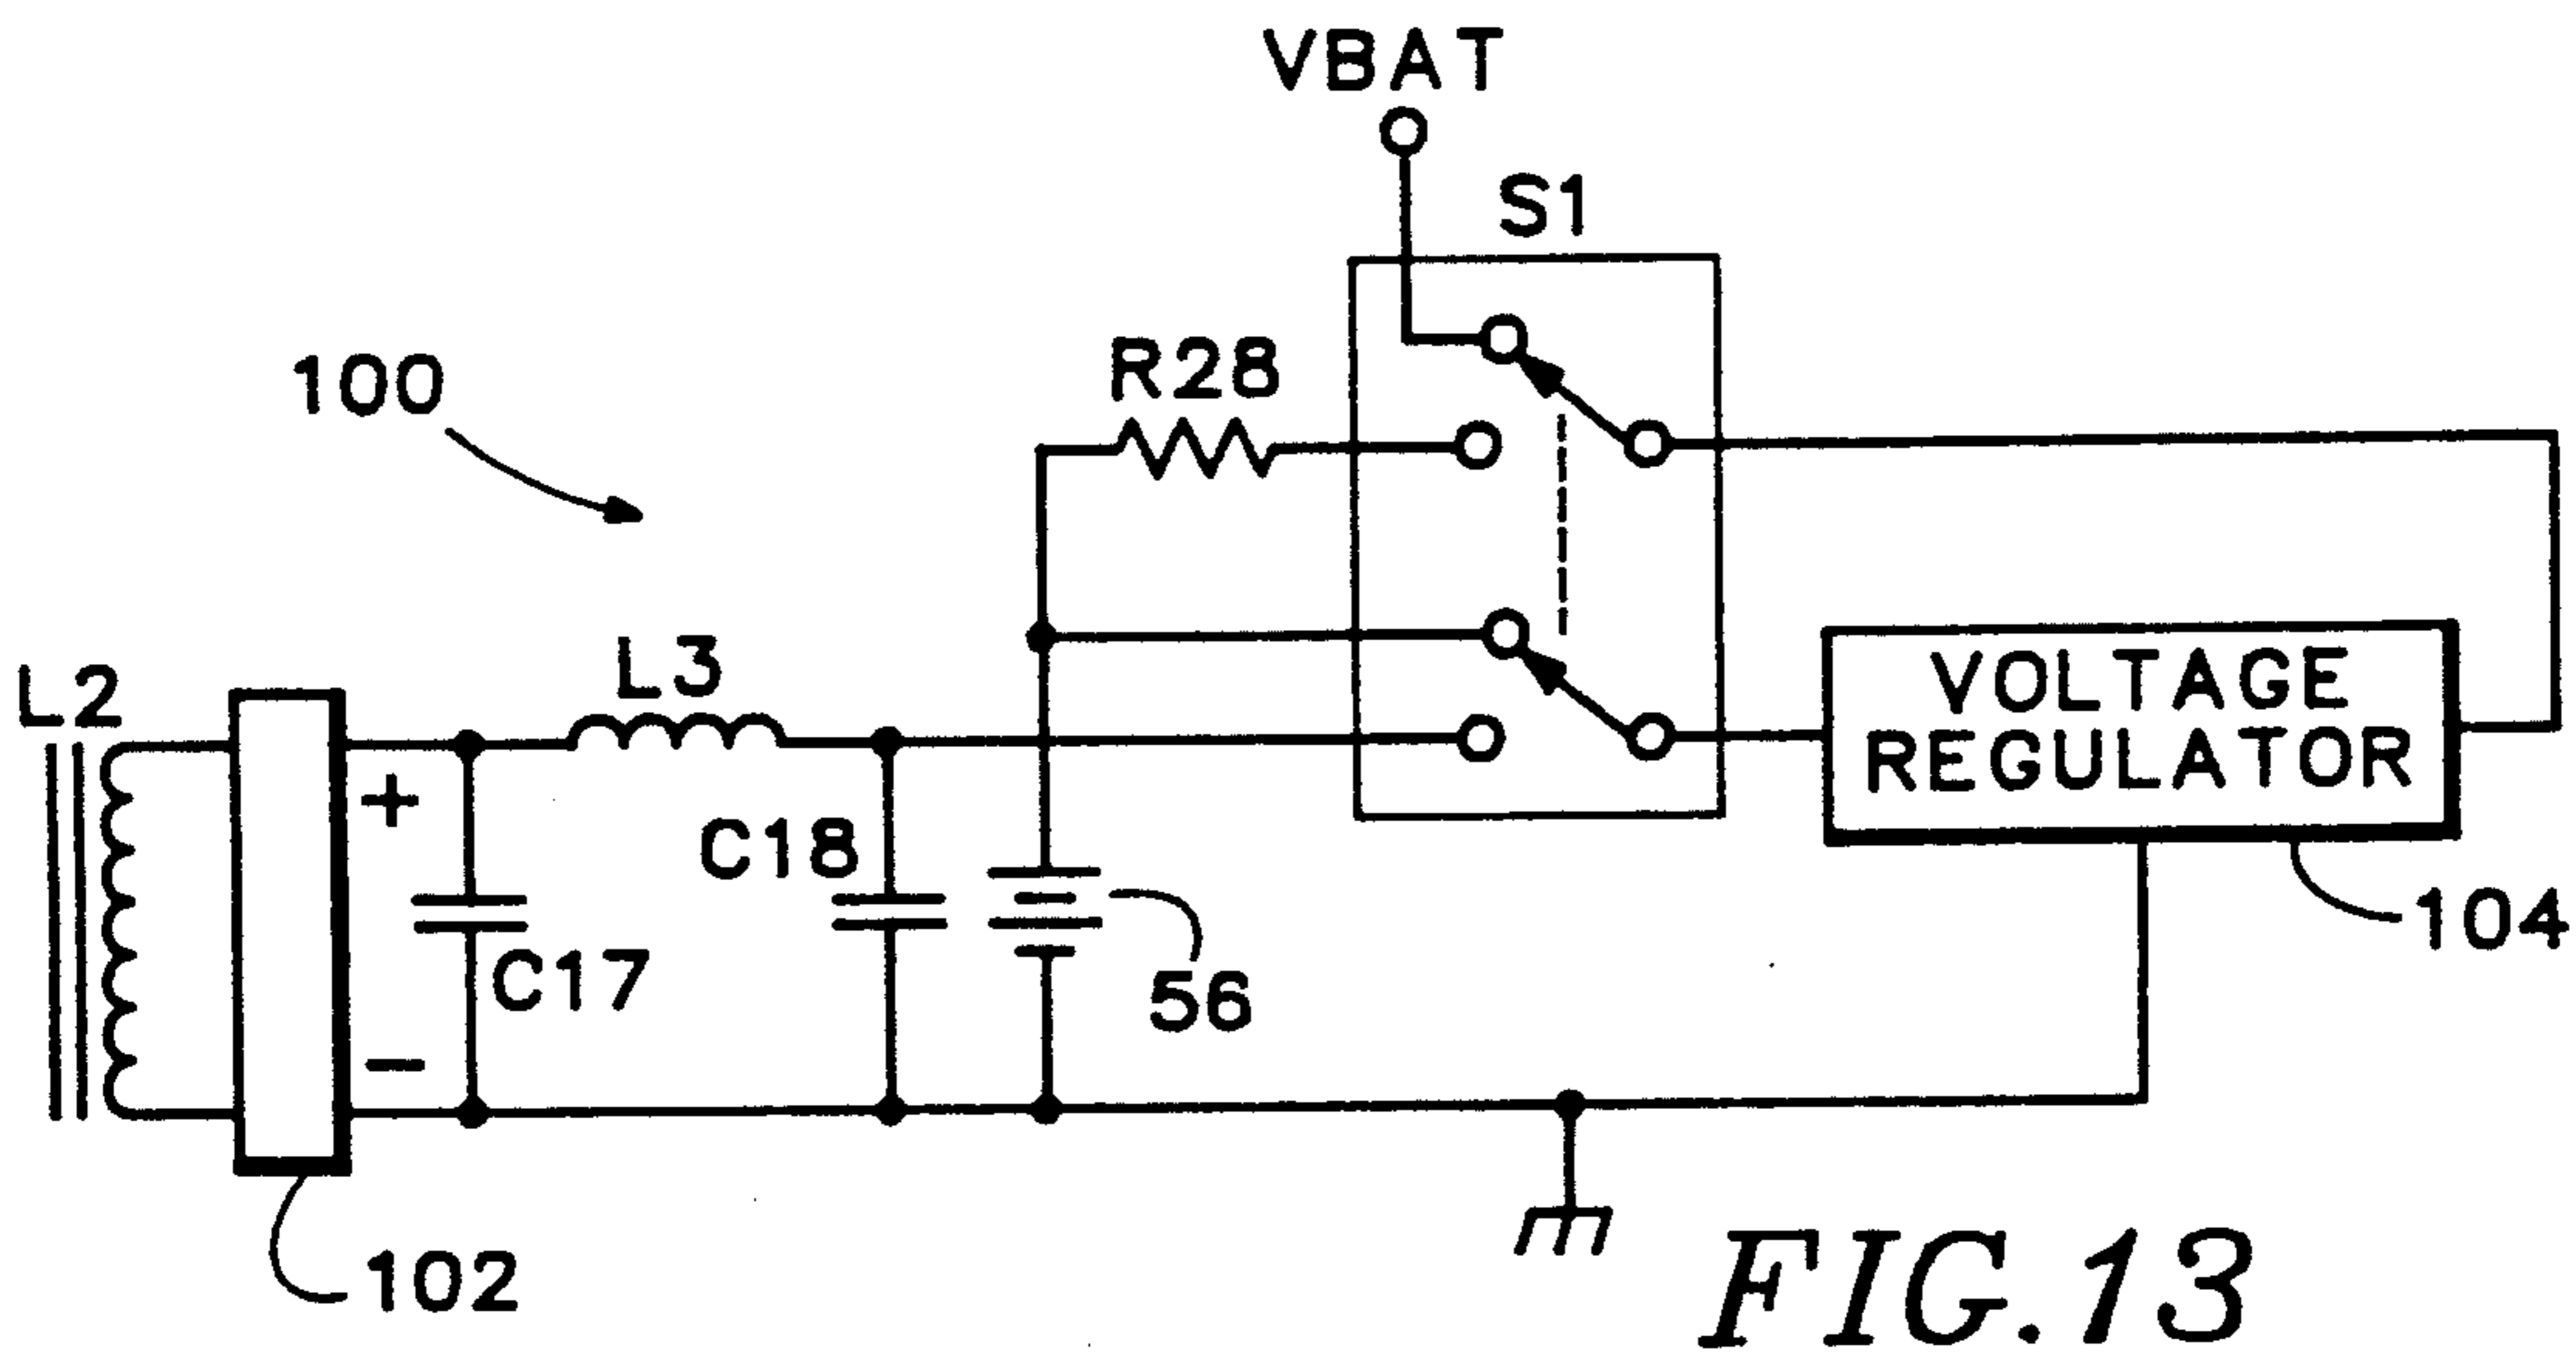 VBAT
S1
R28
100
L3
L2
VOLTAGE
REGULATOR
+
C18
C17
104
56
−
102
FIG.13